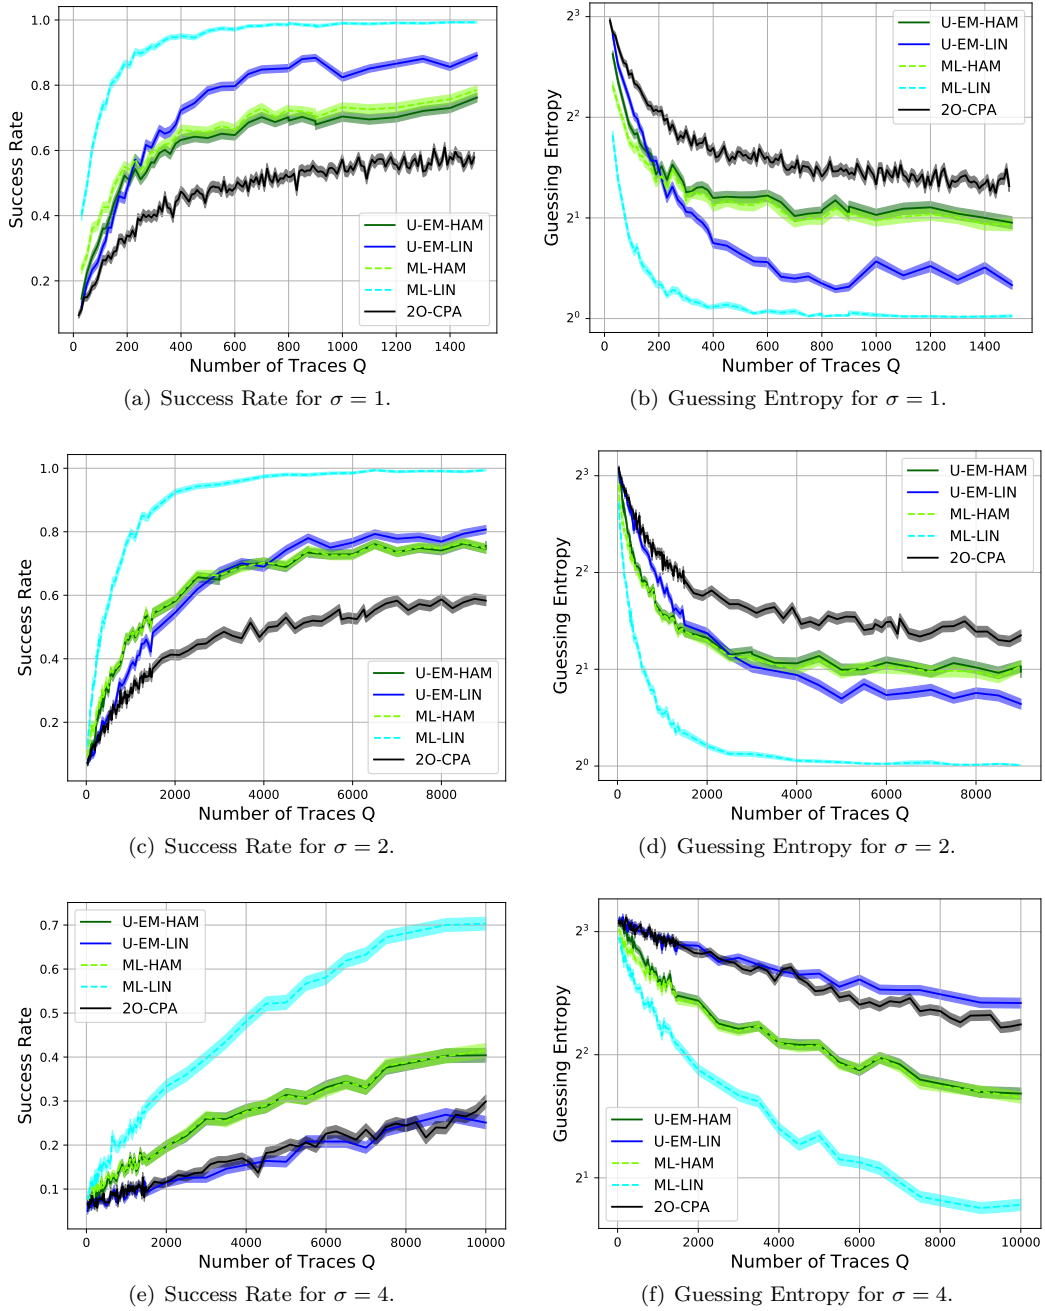 1.0
0.8
0.6
0.4
0.2
Success Rate
0 200 400 600 800 1000 1200 1400
Number of Traces Q
U-EM-HAM
U-EM-LIN
ML-HAM
ML-LIN
2O-CPA
(a) Success Rate for σ = 1.
2³
2²
2¹
2⁰
Guessing Entropy
0 200 400 600 800 1000 1200 1400
Number of Traces Q
U-EM-HAM
U-EM-LIN
ML-HAM
ML-LIN
2O-CPA
(b) Guessing Entropy for σ = 1.
1.0
0.8
0.6
0.4
0.2
Success Rate
0 2000 4000 6000 8000
Number of Traces Q
U-EM-HAM
U-EM-LIN
ML-HAM
ML-LIN
2O-CPA
(c) Success Rate for σ = 2.
2³
2²
2¹
2⁰
Guessing Entropy
0 2000 4000 6000 8000
Number of Traces Q
U-EM-HAM
U-EM-LIN
ML-HAM
ML-LIN
2O-CPA
(d) Guessing Entropy for σ = 2.
0.7
0.6
0.5
0.4
0.3
0.2
0.1
Success Rate
0 2000 4000 6000 8000 10000
Number of Traces Q
U-EM-HAM
U-EM-LIN
ML-HAM
ML-LIN
2O-CPA
(e) Success Rate for σ = 4.
2³
2²
2¹
Guessing Entropy
0 2000 4000 6000 8000 10000
Number of Traces Q
U-EM-HAM
U-EM-LIN
ML-HAM
ML-LIN
2O-CPA
(f) Guessing Entropy for σ = 4.